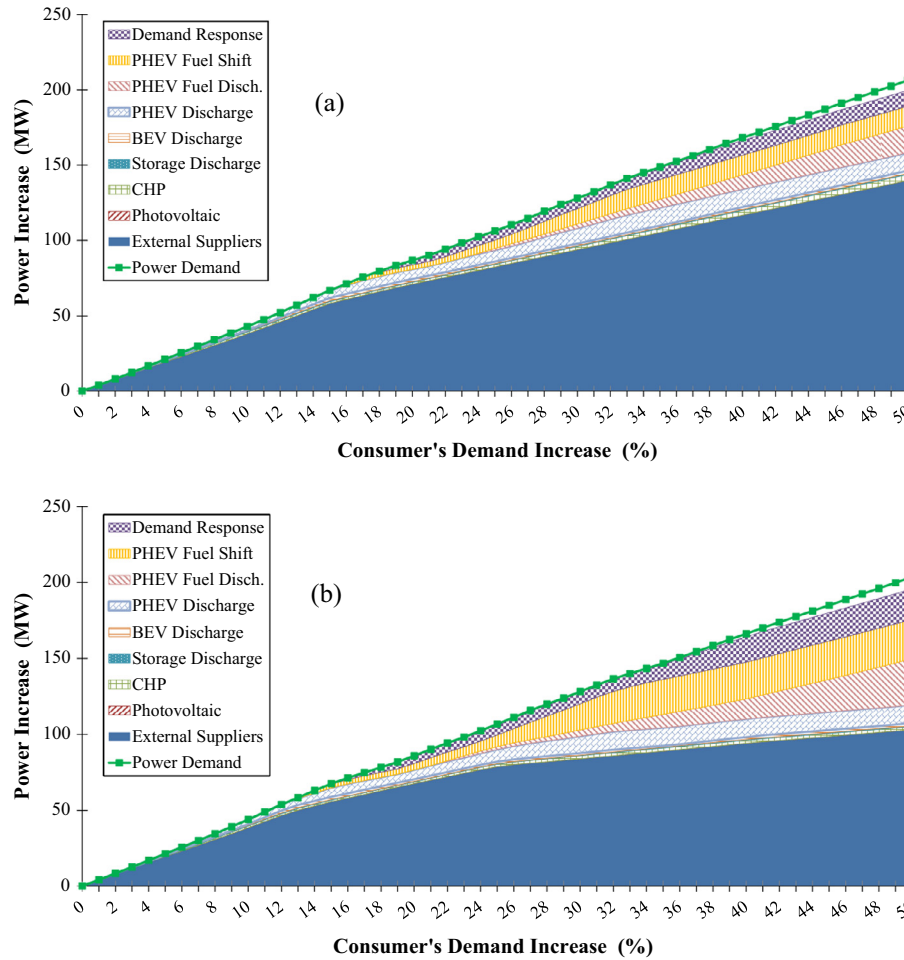 250
200
150
100
50
0
Power Increase (MW)
Demand Response
PHEV Fuel Shift
PHEV Fuel Disch.
PHEV Discharge
BEV Discharge
Storage Discharge
CHP
Photovoltaic
External Suppliers
Power Demand
(a)
0 2 4 6 8 10 12 14 16 18 20 22 24 26 28 30 32 34 36 38 40 42 44 46 48 50
Consumer's Demand Increase (%)
250
200
150
100
50
0
Power Increase (MW)
Demand Response
PHEV Fuel Shift
PHEV Fuel Disch.
PHEV Discharge
BEV Discharge
Storage Discharge
CHP
Photovoltaic
External Suppliers
Power Demand
(b)
0 2 4 6 8 10 12 14 16 18 20 22 24 26 28 30 32 34 36 38 40 42 44 46 48 50
Consumer's Demand Increase (%)